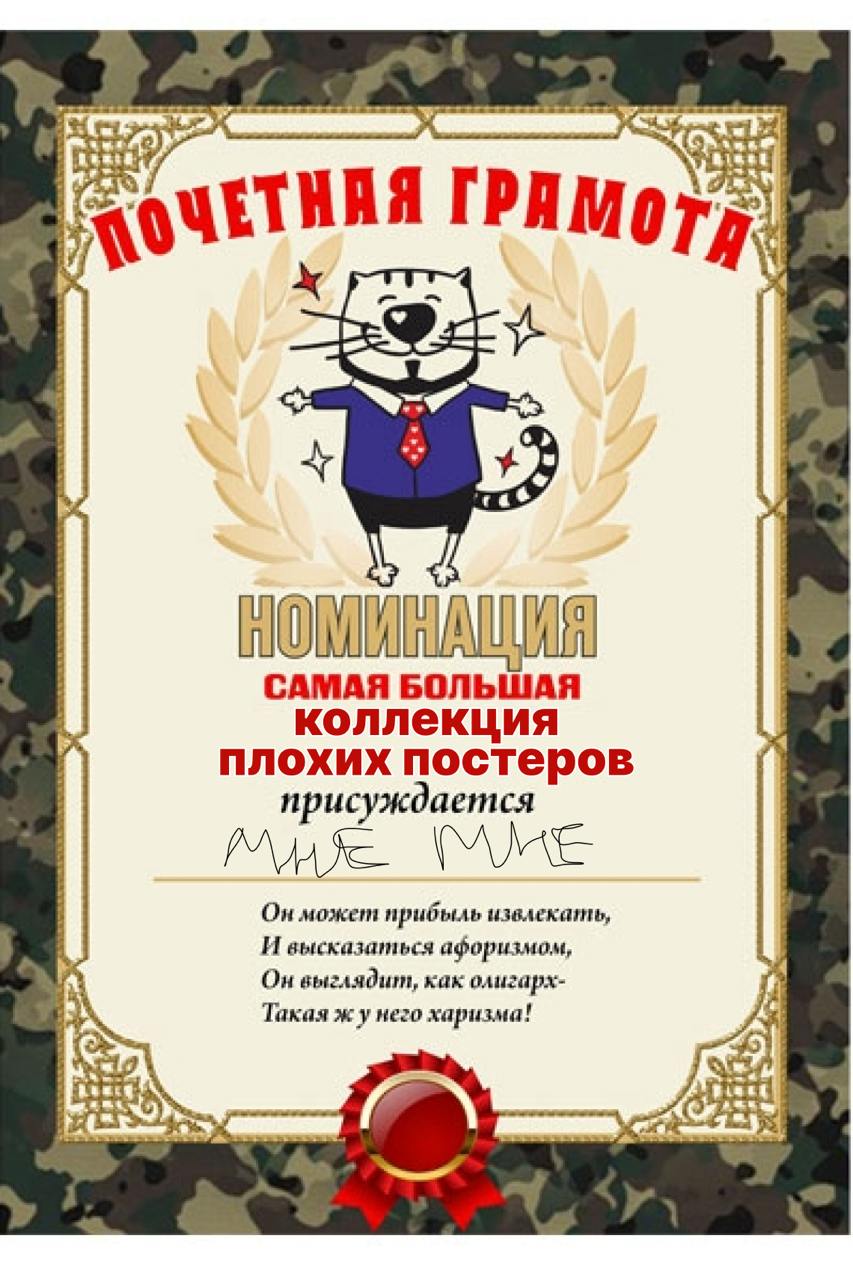 ПОЧЕТНАЯ ГРАМОТА
НОМИНАЦИЯ
САМАЯ БОЛЬШАЯ
коллекция
плохих постеров
присуждается
МНЕ МНЕ
Он может прибыль извлекать,
И высказаться афоризмом,
Он выглядит, как олигарх-
Такая ж у него харизма!